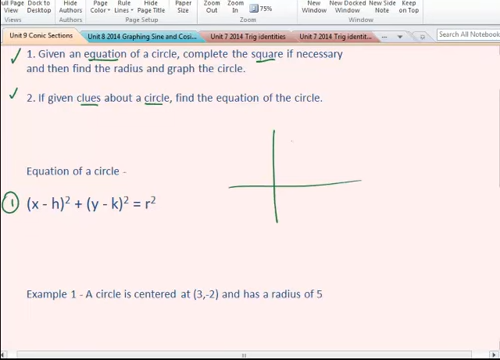 ull Page View
Dock to Desktop
Hide Authors
Page Color
Rule Lines
Hide Page Title
Paper Size
Zoom Out
Zoom In
75%
New Window
New Docked Window
New Side Note
Keep on Top
Views
Authors
Page Setup
Zoom
Window
Unit 9 Conic Sections
Unit 8 2014 Graphing Sine and Cosi...
Unit 7 2014 Trig identities
Unit 7 2014 Trig identi...
Search All Notebook
1. Given an equation of a circle, complete the square if necessary
and then find the radius and graph the circle.
2. If given clues about a circle, find the equation of the circle.
Equation of a circle -
1 (x - h)² + (y - k)² = r²
Example 1 - A circle is centered at (3,-2) and has a radius of 5